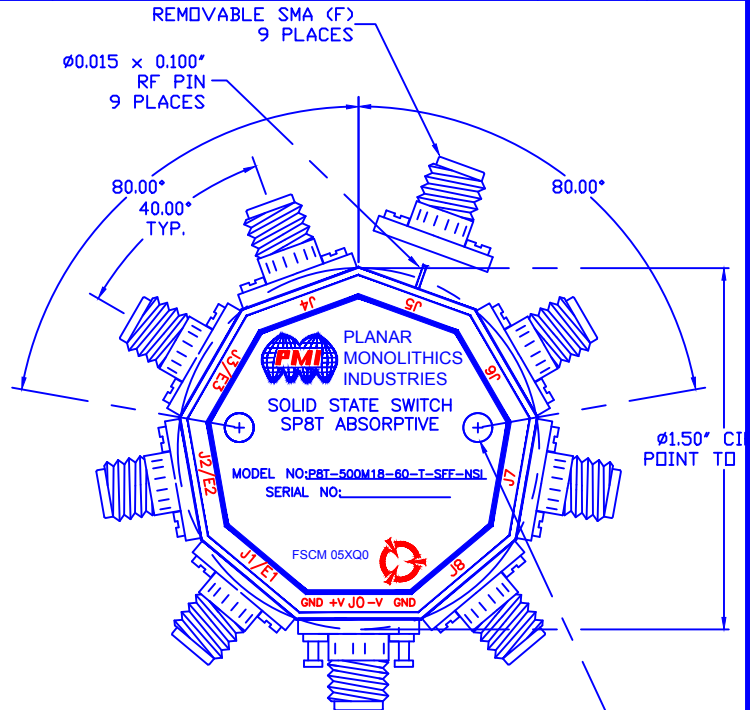 REMOVABLE SMA (F)
9 PLACES
Ø0.015 x 0.100"
RF PIN
9 PLACES
80.00°
40.00°
TYP.
80.00°
J4
J5
J3/E3
J6
PMI
PLANAR
MONOLITHICS
INDUSTRIES
SOLID STATE SWITCH
SP8T ABSORPTIVE
Ø1.50"
POINT TO
J2/E2
J7
MODEL NO:P8T-500M18-60-T-SFF-NSI
SERIAL NO:
J1/E1
FSCM 05XQ0
J8
GND +V J0 -V GND